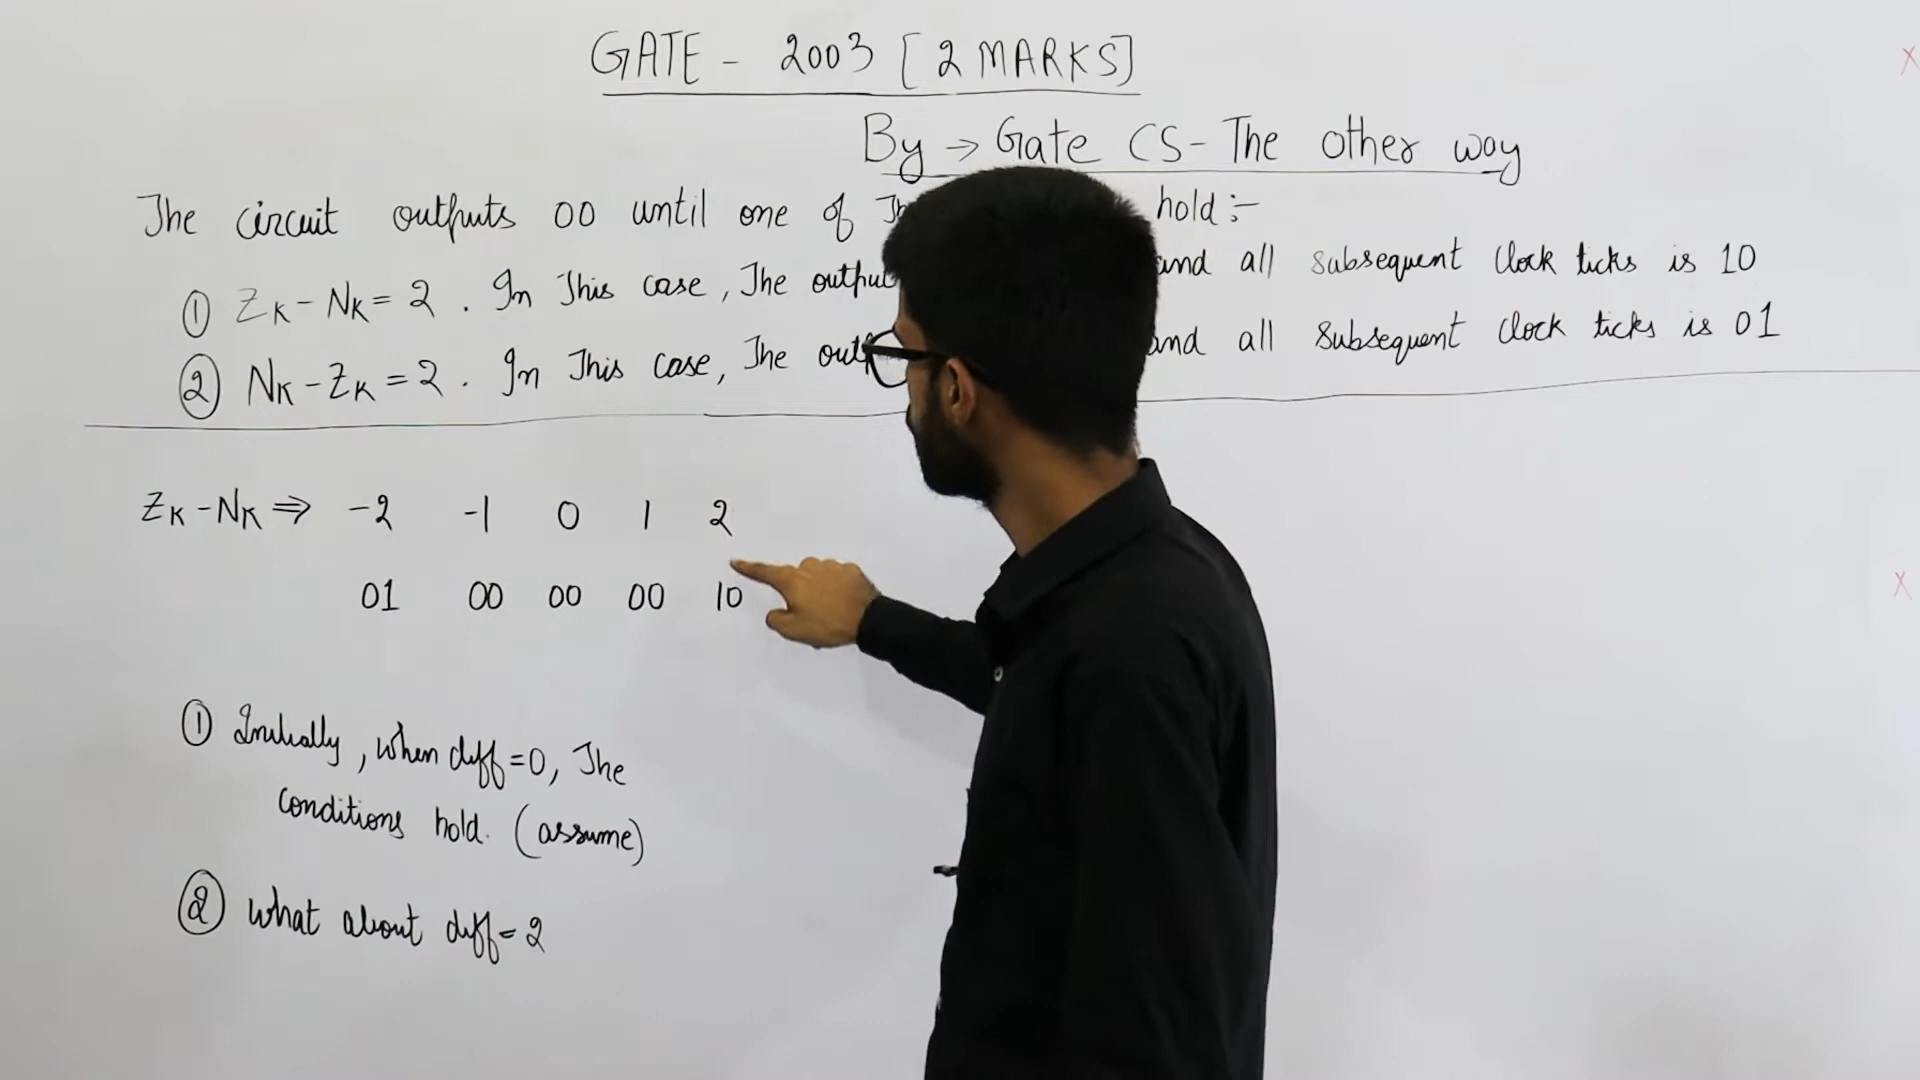 GATE - 2003 [2 MARKS]
By → Gate CS - The other way
The circuit outputs 00 until one of hold :-
① ZK - NK = 2 . In This case, The output and all subsequent Clock ticks is 10
② NK - ZK = 2 . In This case, The and all Subsequent Clock ticks is 01
ZK - NK ⇒ -2 -1 0 1 2
01 00 00 00 10
① Initially, when diff = 0, The
conditions hold. (assume)
② What about diff = 2
X
X